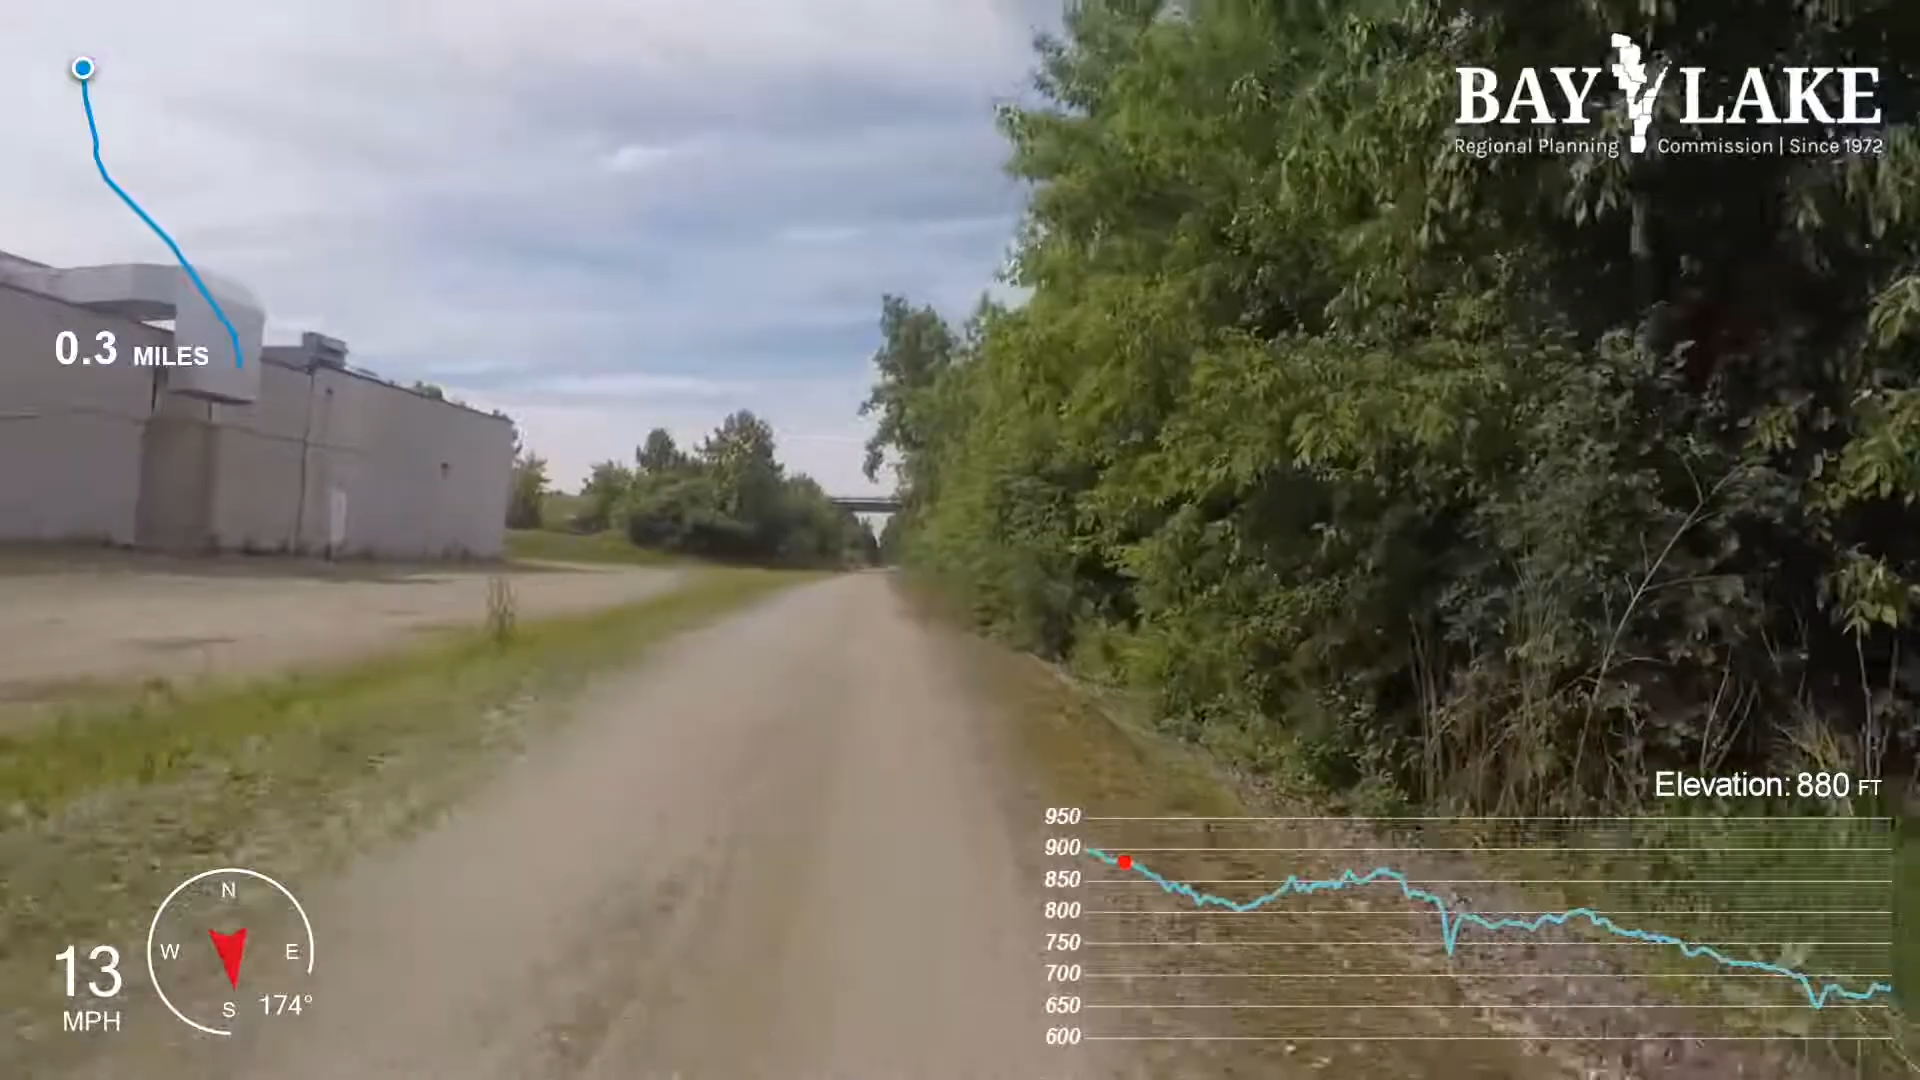 BAY LAKE
Regional Planning Commission | Since 1972
0.3 MILES
Elevation: 880 FT
950
900
850
800
750
700
650
600
N
W E
S
174°
13
MPH